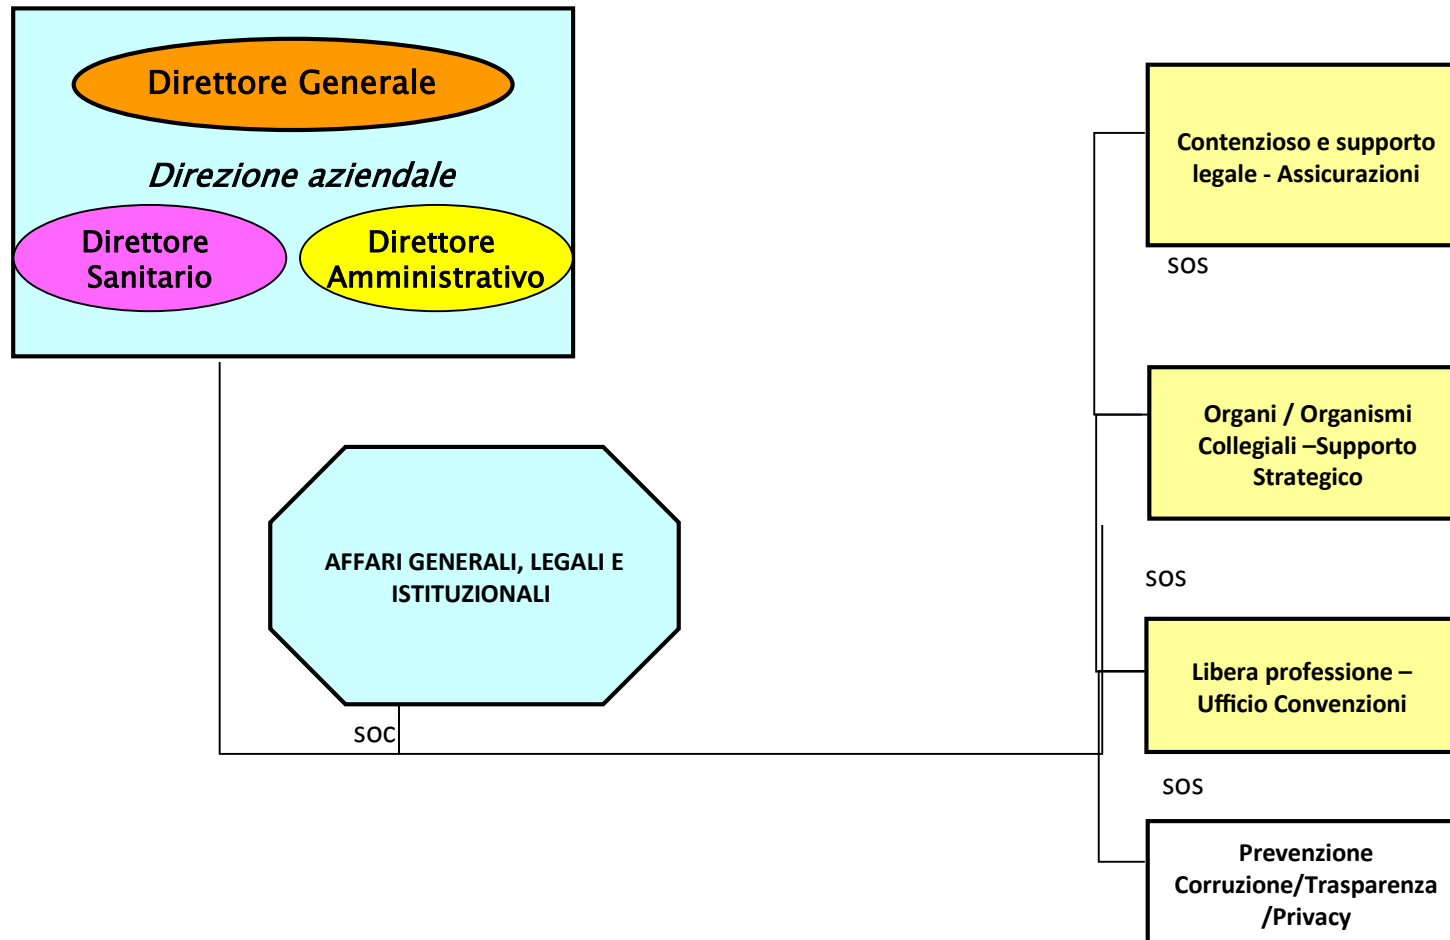 Direttore Generale
Direzione aziendale
Direttore
Sanitario
Direttore
Amministrativo
AFFARI GENERALI, LEGALI E
ISTITUZIONALI
SOC
Contenzioso e supporto
legale - Assicurazioni
SOS
Organi / Organismi
Collegiali –Supporto
Strategico
SOS
Libera professione –
Ufficio Convenzioni
SOS
Prevenzione
Corruzione/Trasparenza
/Privacy